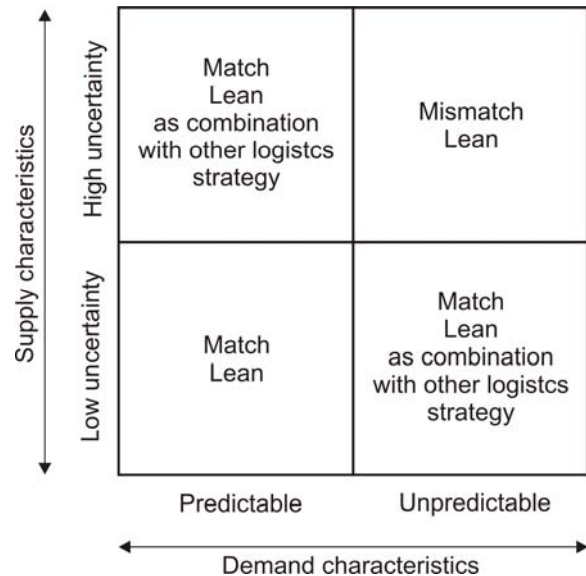 Supply characteristics
High uncertainty
Match
Lean
as combination
with other logistcs
strategy
Mismatch
Lean
Low uncertainty
Match
Lean
Match
Lean
as combination
with other logistcs
strategy
Predictable
Unpredictable
Demand characteristics